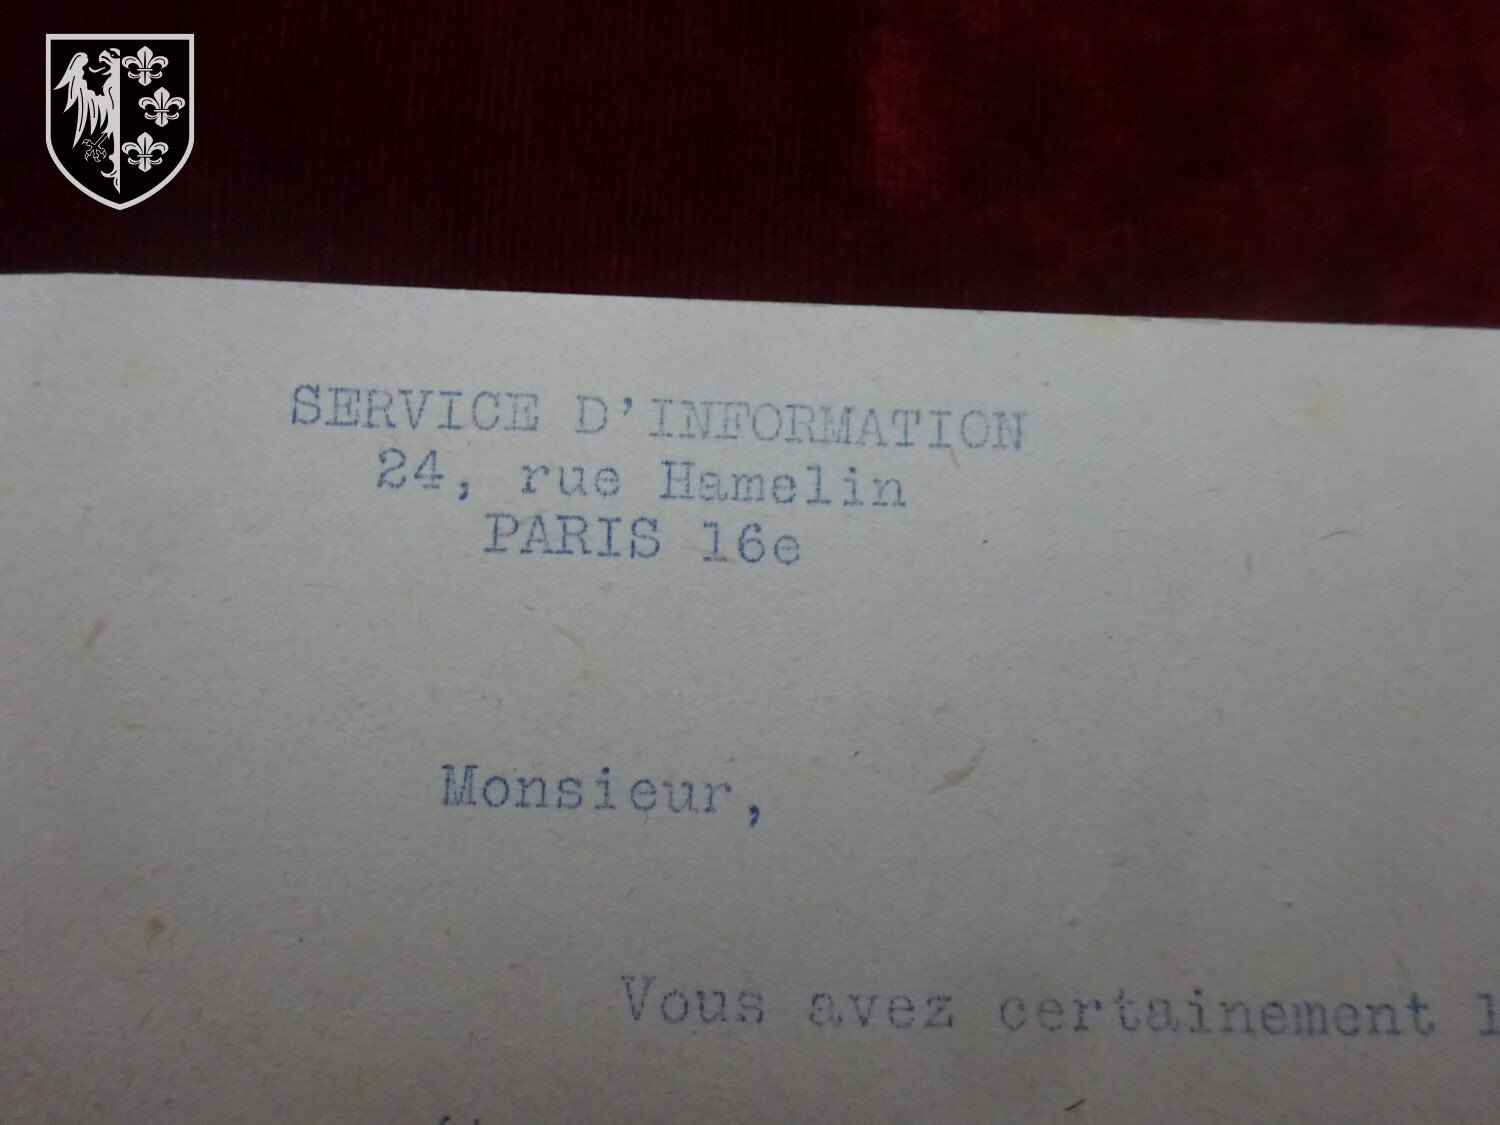 SERVICE D'INFORMATION
24, rue Hamelin
PARIS 16e
Monsieur,
Vous avez certainement